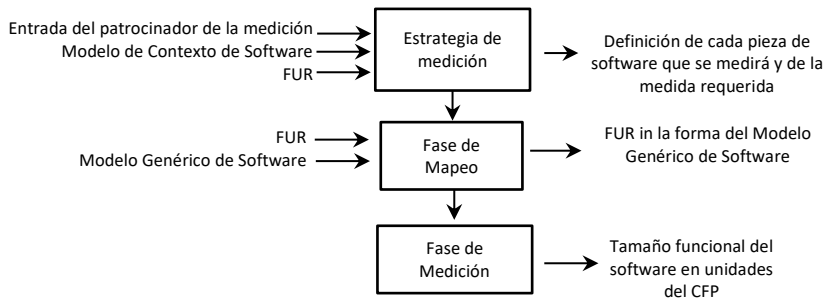 Entrada del patrocinador de la medición
Modelo de Contexto de Software
FUR
Estrategia de
medición
Definición de cada pieza de
software que se medirá y de la
medida requerida
FUR
Modelo Genérico de Software
Fase de
Mapeo
FUR in la forma del Modelo
Genérico de Software
Fase de
Medición
Tamaño funcional del
software en unidades
del CFP